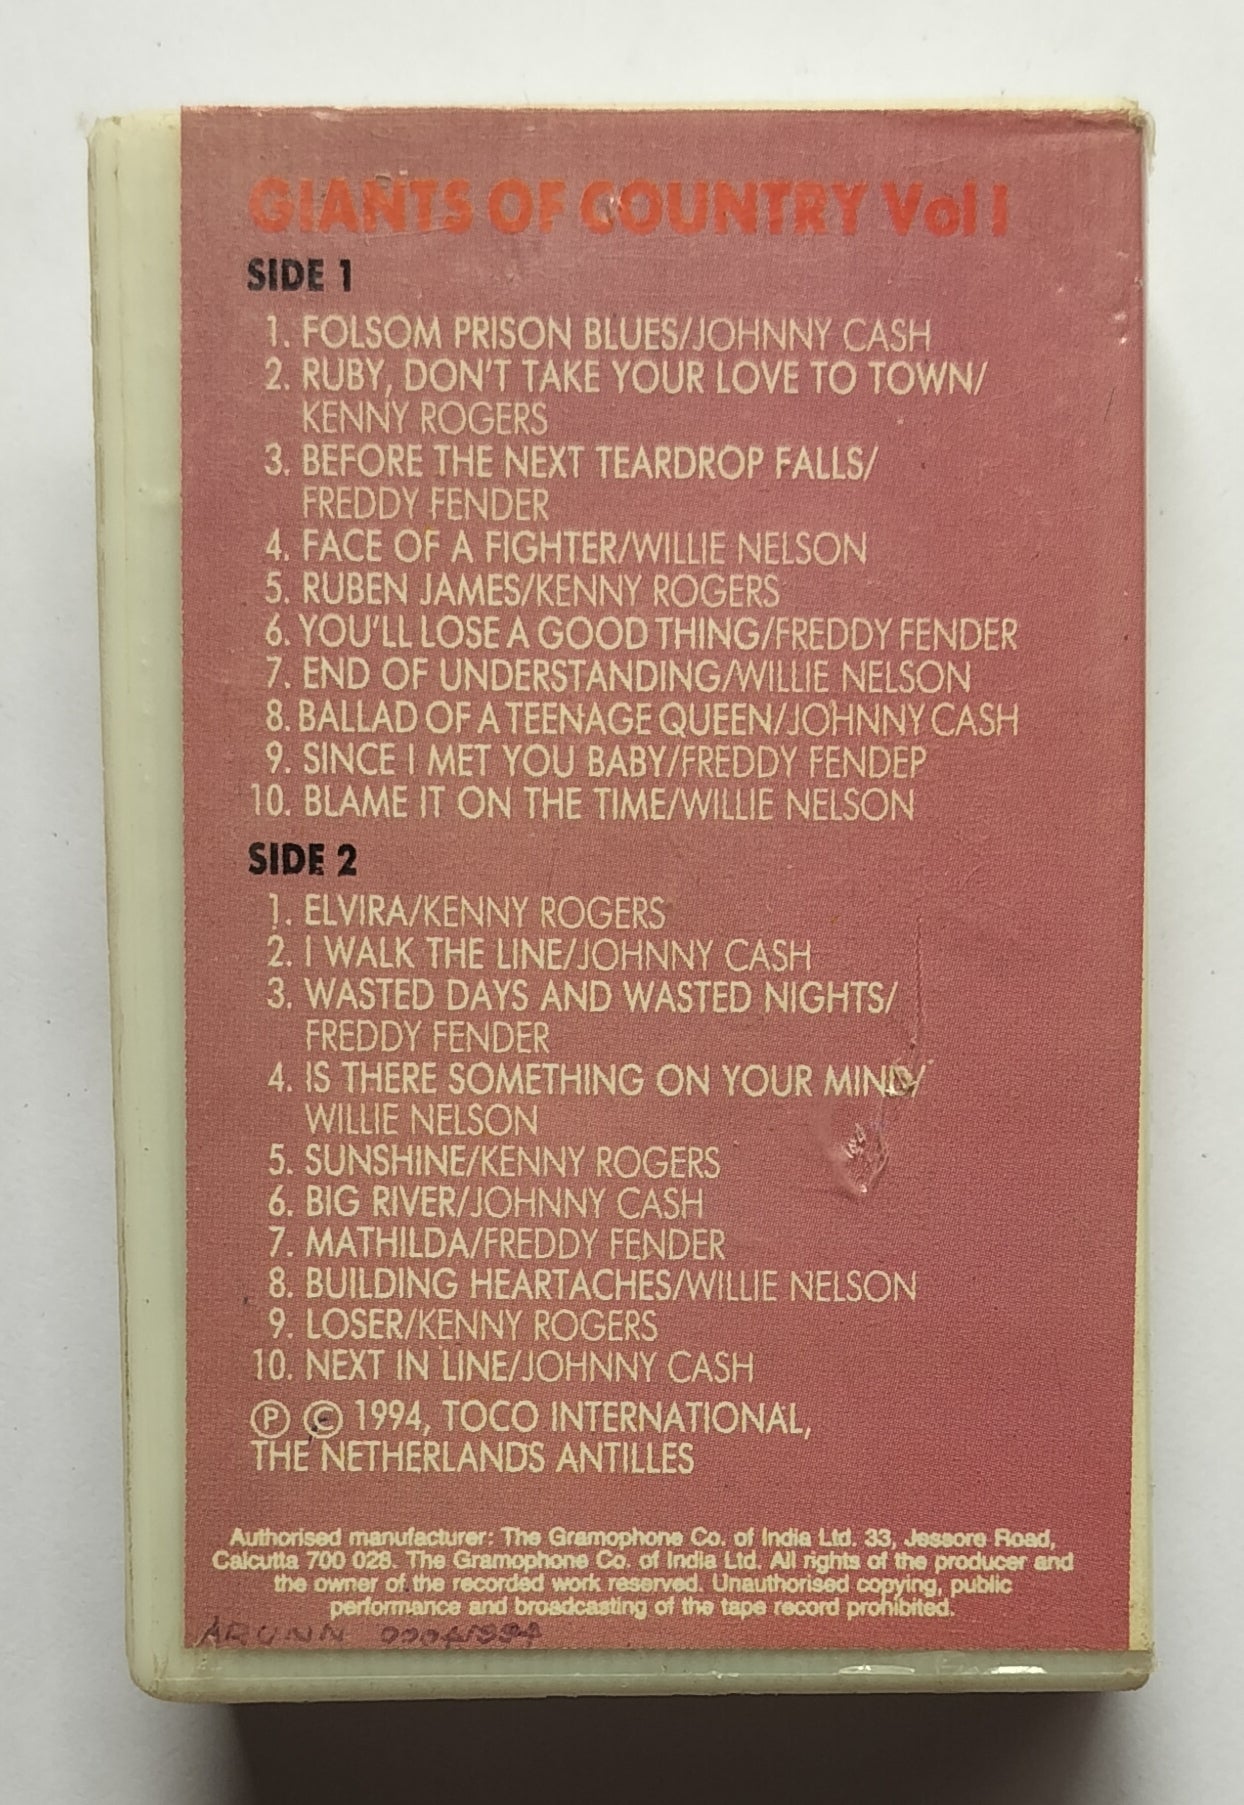 GIANTS OF COUNTRY Vol I
SIDE 1
1. FOLSOM PRISON BLUES/JOHNNY CASH
2. RUBY, DON'T TAKE YOUR LOVE TO TOWN/
KENNY ROGERS
3. BEFORE THE NEXT TEARDROP FALLS/
FREDDY FENDER
4. FACE OF A FIGHTER/WILLIE NELSON
5. RUBEN JAMES/KENNY ROGERS
6. YOU'LL LOSE A GOOD THING/FREDDY FENDER
7. END OF UNDERSTANDING/WILLIE NELSON
8. BALLAD OF A TEENAGE QUEEN/JOHNNY CASH
9. SINCE I MET YOU BABY/FREDDY FENDEP
10. BLAME IT ON THE TIME/WILLIE NELSON
SIDE 2
1. ELVIRA/KENNY ROGERS
2. I WALK THE LINE/JOHNNY CASH
3. WASTED DAYS AND WASTED NIGHTS/
FREDDY FENDER
4. IS THERE SOMETHING ON YOUR MIND/
WILLIE NELSON
5. SUNSHINE/KENNY ROGERS
6. BIG RIVER/JOHNNY CASH
7. MATHILDA/FREDDY FENDER
8. BUILDING HEARTACHES/WILLIE NELSON
9. LOSER/KENNY ROGERS
10. NEXT IN LINE/JOHNNY CASH
Ⓟ © 1994, TOCO INTERNATIONAL,
THE NETHERLANDS ANTILLES
Authorised manufacturer: The Gramophone Co. of India Ltd. 33, Jessore Road,
Calcutta 700 028. The Gramophone Co. of India Ltd. All rights of the producer and
the owner of the recorded work reserved. Unauthorised copying, public
performance and broadcasting of the tape record prohibited.
ARUNN